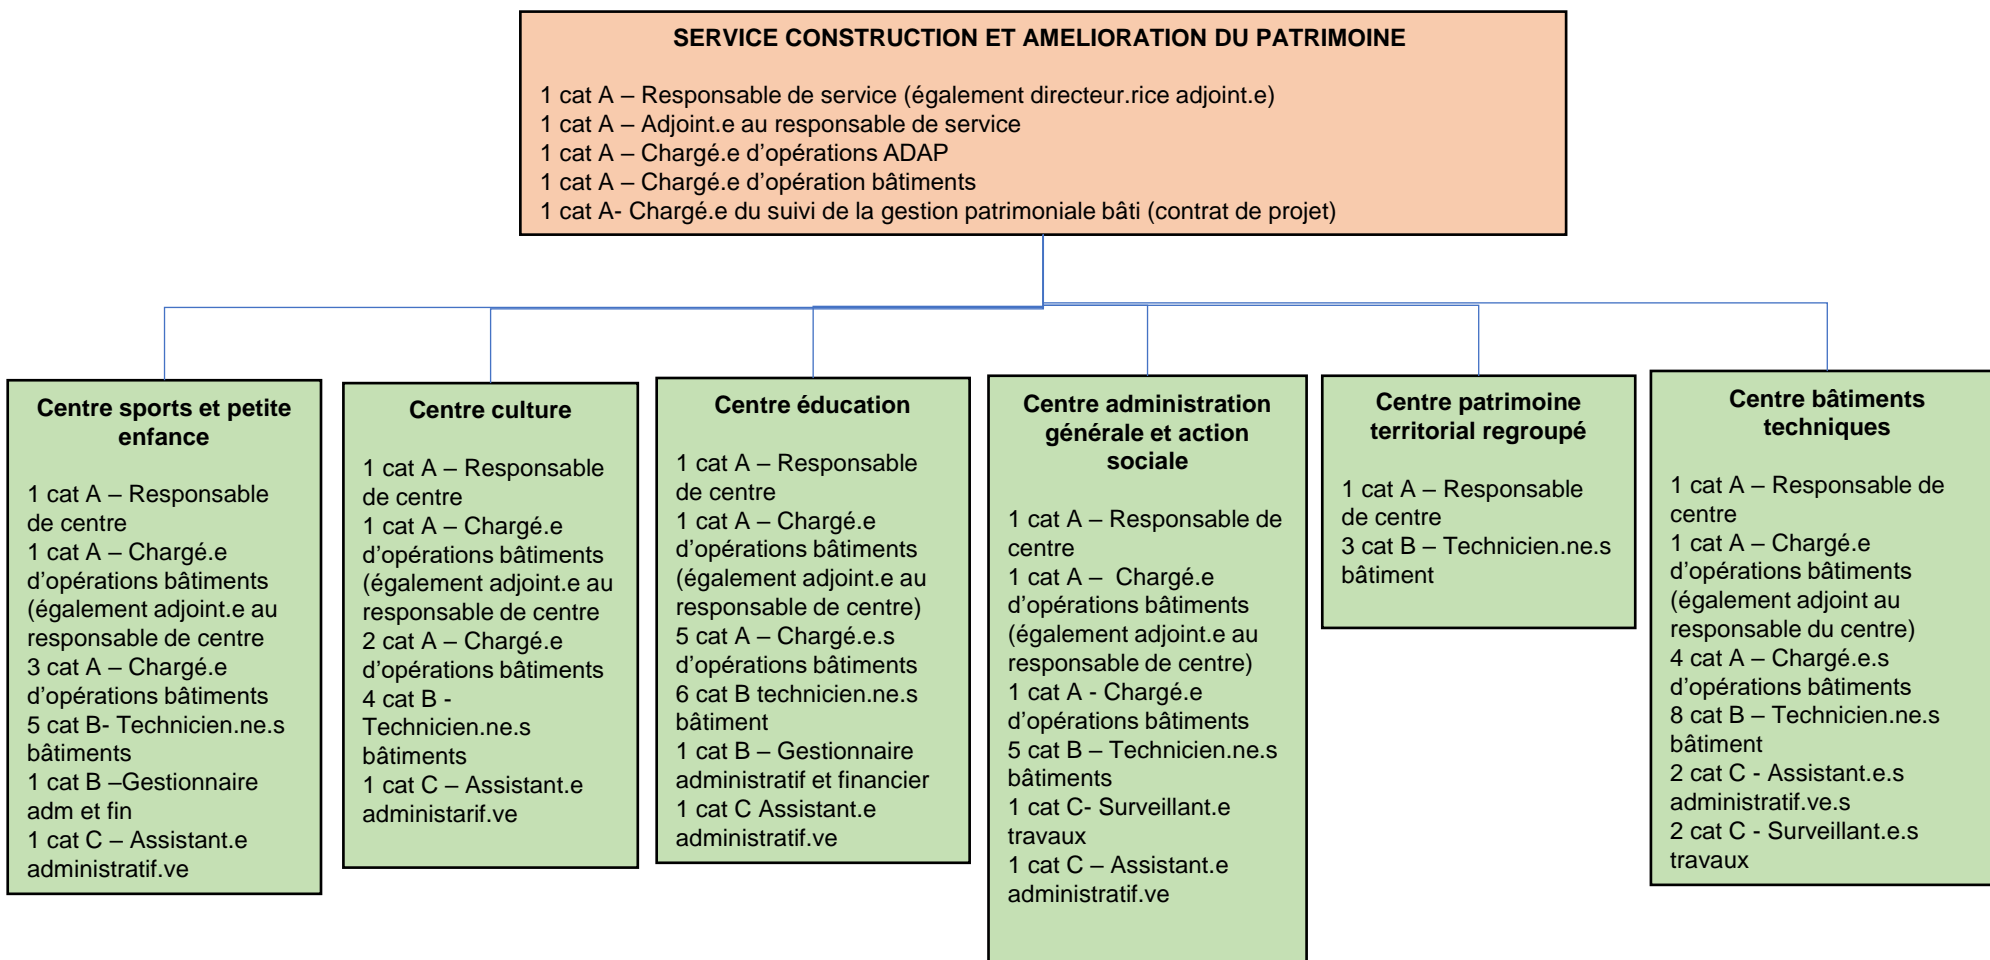 SERVICE CONSTRUCTION ET AMELIORATION DU PATRIMOINE
1 cat A – Responsable de service (également directeur.rice adjoint.e)
1 cat A – Adjoint.e au responsable de service
1 cat A – Chargé.e d’opérations ADAP
1 cat A – Chargé.e d’opération bâtiments
1 cat A- Chargé.e du suivi de la gestion patrimoniale bâti (contrat de projet)
Centre sports et petite
enfance
1 cat A – Responsable
de centre
1 cat A – Chargé.e
d’opérations bâtiments
(également adjoint.e au
responsable de centre
3 cat A – Chargé.e
d’opérations bâtiments
5 cat B- Technicien.ne.s
bâtiments
1 cat B –Gestionnaire
adm et fin
1 cat C – Assistant.e
administratif.ve
Centre culture
1 cat A – Responsable
de centre
1 cat A – Chargé.e
d’opérations bâtiments
(également adjoint.e au
responsable de centre
2 cat A – Chargé.e
d’opérations bâtiments
4 cat B -
Technicien.ne.s
bâtiments
1 cat C – Assistant.e
administarif.ve
Centre éducation
1 cat A – Responsable
de centre
1 cat A – Chargé.e
d’opérations bâtiments
(également adjoint.e au
responsable de centre)
5 cat A – Chargé.e.s
d’opérations bâtiments
6 cat B technicien.ne.s
bâtiment
1 cat B – Gestionnaire
administratif et financier
1 cat C Assistant.e
administratif.ve
Centre administration
générale et action
sociale
1 cat A – Responsable de
centre
1 cat A –  Chargé.e
d’opérations bâtiments
(également adjoint.e au
responsable de centre)
1 cat A - Chargé.e
d’opérations bâtiments
5 cat B – Technicien.ne.s
bâtiments
1 cat C- Surveillant.e
travaux
1 cat C – Assistant.e
administratif.ve
Centre patrimoine
territorial regroupé
1 cat A – Responsable
de centre
3 cat B – Technicien.ne.s
bâtiment
Centre bâtiments
techniques
1 cat A – Responsable de
centre
1 cat A – Chargé.e
d’opérations bâtiments
(également adjoint au
responsable du centre)
4 cat A – Chargé.e.s
d’opérations bâtiments
8 cat B – Technicien.ne.s
bâtiment
2 cat C - Assistant.e.s
administratif.ve.s
2 cat C - Surveillant.e.s
travaux